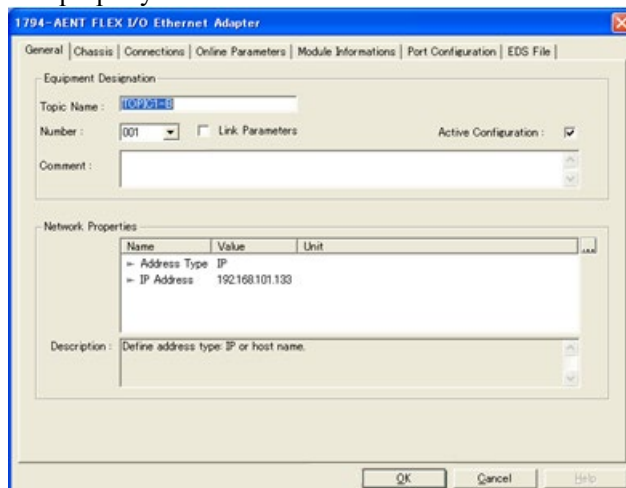 1794-AENT FLEX I/O Ethernet Adapter
General Chassis Connections Online Parameters Module Informations Port Configuration EDS File
Equipment Designation
Topic Name : TOPIC1-B
Number : 001 Link Parameters Active Configuration :
Comment :
Network Properties
Name Value Unit ...
Address Type IP
IP Address 192.168.101.133
Description : Define address type: IP or host name.
OK Cancel Help